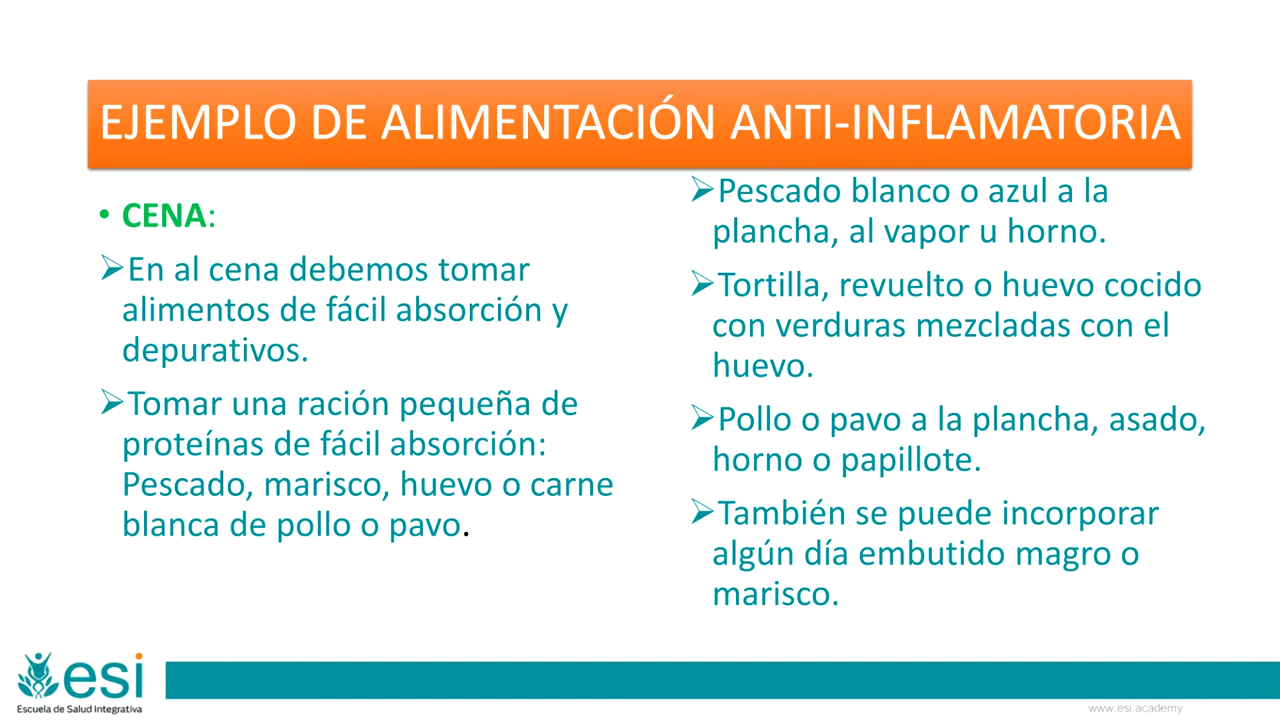 EJEMPLO DE ALIMENTACIÓN ANTI-INFLAMATORIA
• CENA:
➢En al cena debemos tomar
alimentos de fácil absorción y
depurativos.
➢Tomar una ración pequeña de
proteínas de fácil absorción:
Pescado, marisco, huevo o carne
blanca de pollo o pavo.
➢Pescado blanco o azul a la
plancha, al vapor u horno.
➢Tortilla, revuelto o huevo cocido
con verduras mezcladas con el
huevo.
➢Pollo o pavo a la plancha, asado,
horno o papillote.
➢También se puede incorporar
algún día embutido magro o
marisco.
esi
Escuela de Salud Integrativa
www.esi.academy